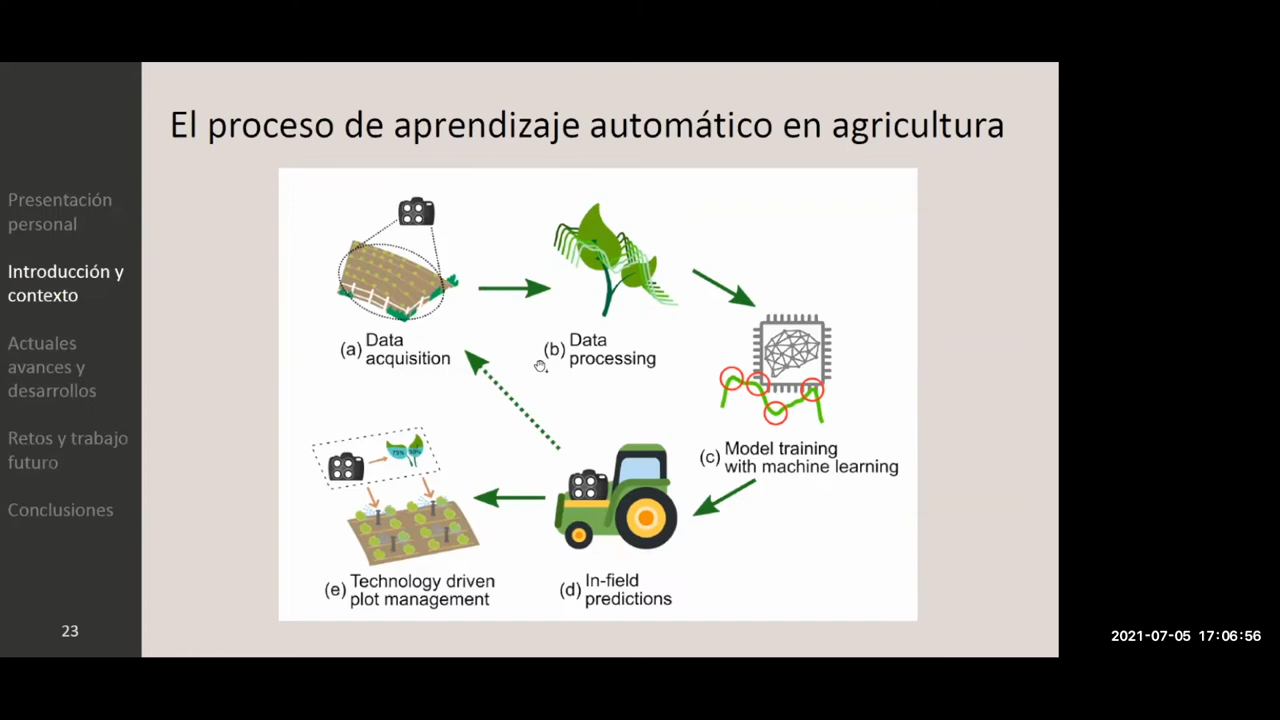 El proceso de aprendizaje automático en agricultura
Presentación
personal
Introducción y
contexto
Actuales
avances y
desarrollos
Retos y trabajo
futuro
Conclusiones
23
(a) Data
acquisition
(b) Data
processing
(c) Model training
with machine learning
(d) In-field
predictions
(e) Technology driven
plot management
2021-07-05 17:06:56